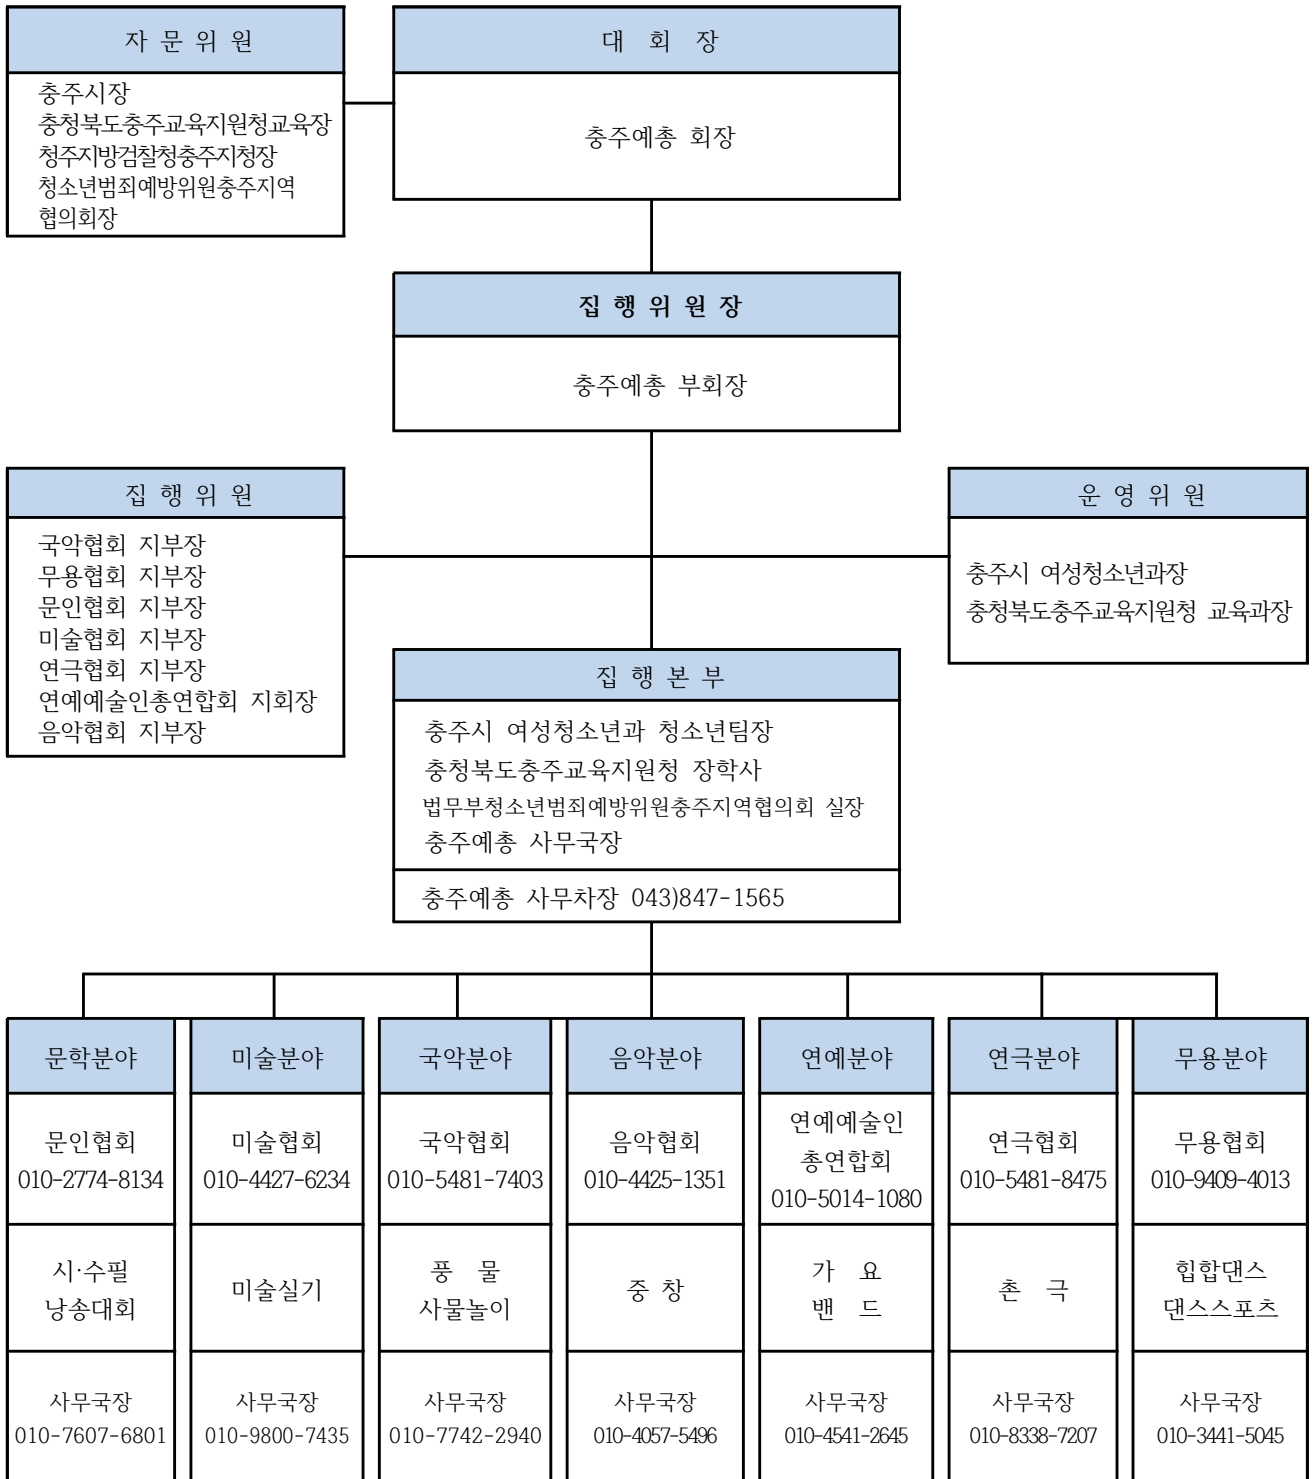 자 문 위 원
충주시장
충청북도충주교육지원청교육장
청주지방검찰청충주지청장
청소년범죄예방위원충주지역
협의회장
대 회 장
충주예총 회장
집 행 위 원 장
충주예총 부회장
집 행 위 원
국악협회 지부장
무용협회 지부장
문인협회 지부장
미술협회 지부장
연극협회 지부장
연예예술인총연합회 지회장
음악협회 지부장
운 영 위 원
충주시 여성청소년과장
충청북도충주교육지원청 교육과장
집 행 본 부
충주시 여성청소년과 청소년팀장
충청북도충주교육지원청 장학사
법무부청소년범죄예방위원충주지역협의회 실장
충주예총 사무국장
충주예총 사무차장 043)847-1565
문학분야
문인협회
010-2774-8134
시·수필
낭송대회
사무국장
010-7607-6801
미술분야
미술협회
010-4427-6234
미술실기
사무국장
010-9800-7435
국악분야
국악협회
010-5481-7403
풍 물
사물놀이
사무국장
010-7742-2940
음악분야
음악협회
010-4425-1351
중 창
사무국장
010-4057-5496
연예분야
연예예술인
총연합회
010-5014-1080
가 요
밴 드
사무국장
010-4541-2645
연극분야
연극협회
010-5481-8475
촌 극
사무국장
010-8338-7207
무용분야
무용협회
010-9409-4013
힙합댄스
댄스스포츠
사무국장
010-3441-5045